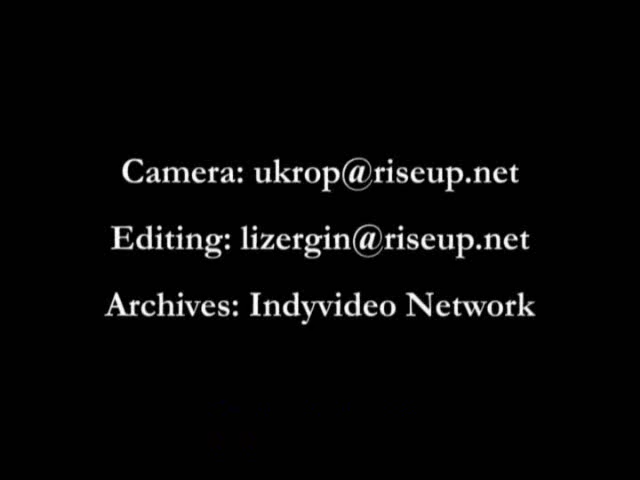 Camera: ukrop@riseup.net
Editing: lizergin@riseup.net
Archives: Indyvideo Network